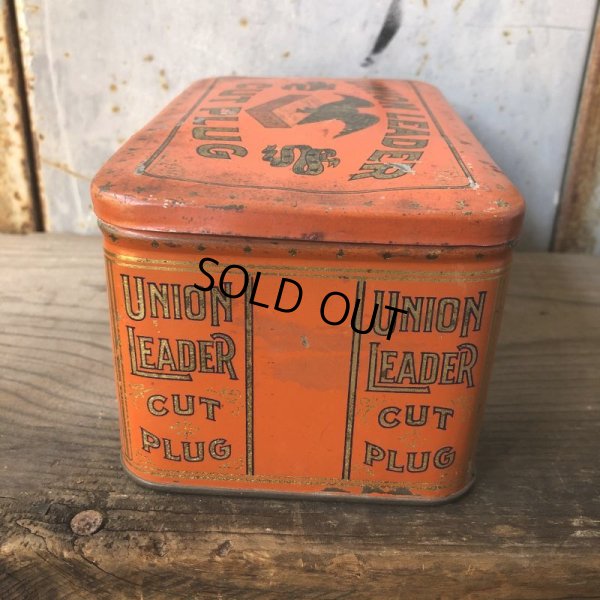 UNION LEADER
CUT PLUG
SOLD OUT
UNION
LEADER
CUT
PLUG
UNION
LEADER
CUT
PLUG